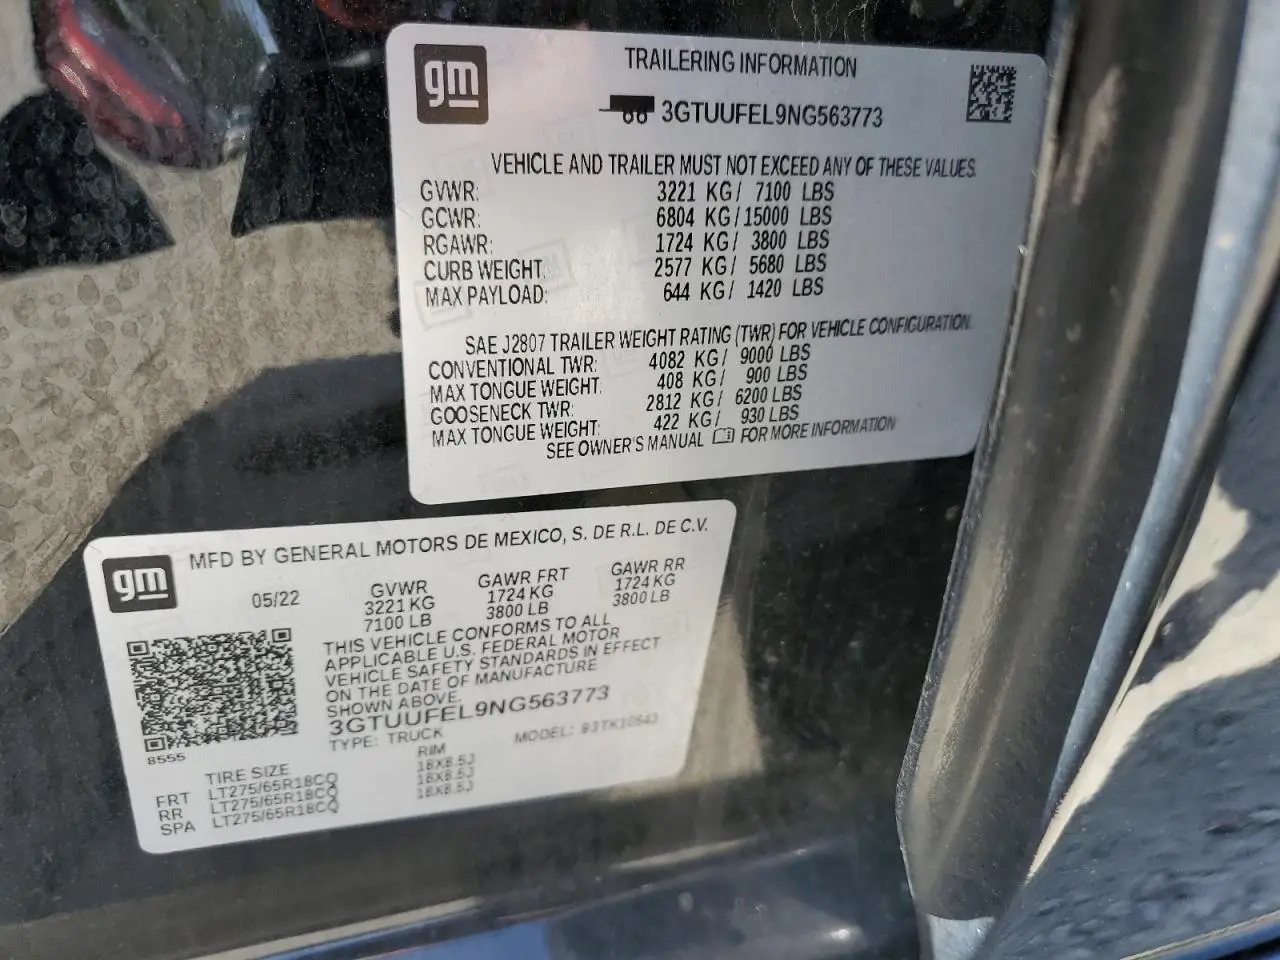 gm
TRAILERING INFORMATION
3GTUUFEL9NG563773
VEHICLE AND TRAILER MUST NOT EXCEED ANY OF THESE VALUES.
GVWR: 3221 KG/ 7100 LBS
GCWR: 6804 KG/15000 LBS
RGAWR: 1724 KG/ 3800 LBS
CURB WEIGHT: 2577 KG/ 5680 LBS
MAX PAYLOAD: 644 KG/ 1420 LBS
SAE J2807 TRAILER WEIGHT RATING (TWR) FOR VEHICLE CONFIGURATION.
CONVENTIONAL TWR: 4082 KG/ 9000 LBS
MAX TONGUE WEIGHT: 408 KG/ 900 LBS
GOOSENECK TWR: 2812 KG/ 6200 LBS
MAX TONGUE WEIGHT: 422 KG/ 930 LBS
SEE OWNER'S MANUAL FOR MORE INFORMATION
gm
MFD BY GENERAL MOTORS DE MEXICO, S. DE R.L. DE C.V.
05/22 GVWR GAWR FRT GAWR RR
3221 KG 1724 KG 1724 KG
7100 LB 3800 LB 3800 LB
THIS VEHICLE CONFORMS TO ALL
APPLICABLE U.S. FEDERAL MOTOR
VEHICLE SAFETY STANDARDS IN EFFECT
ON THE DATE OF MANUFACTURE
SHOWN ABOVE.
3GTUUFEL9NG563773
8555 TYPE: TRUCK MODEL: 93TK10543
TIRE SIZE RIM
FRT LT275/65R18CQ 18X8.5J
RR LT275/65R18CQ 18X8.5J
SPA LT275/65R18CQ 18X8.5J